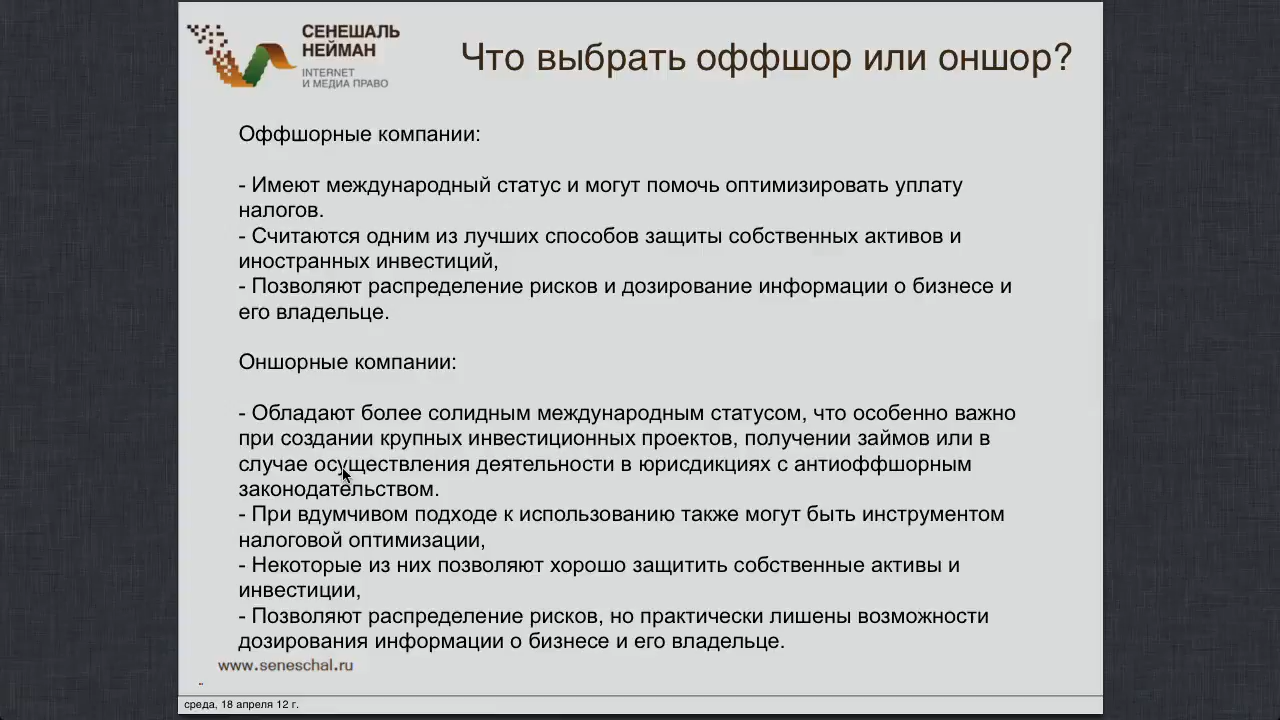 СЕНЕШАЛЬ
НЕЙМАН
INTERNET
И МЕДИА ПРАВО
Что выбрать оффшор или оншор?
Оффшорные компании:
- Имеют международный статус и могут помочь оптимизировать уплату
налогов.
- Считаются одним из лучших способов защиты собственных активов и
иностранных инвестиций,
- Позволяют распределение рисков и дозирование информации о бизнесе и
его владельце.
Оншорные компании:
- Обладают более солидным международным статусом, что особенно важно
при создании крупных инвестиционных проектов, получении займов или в
случае осуществления деятельности в юрисдикциях с антиоффшорным
законодательством.
- При вдумчивом подходе к использованию также могут быть инструментом
налоговой оптимизации,
- Некоторые из них позволяют хорошо защитить собственные активы и
инвестиции,
- Позволяют распределение рисков, но практически лишены возможности
дозирования информации о бизнесе и его владельце.
www.seneschal.ru
среда, 18 апреля 12 г.